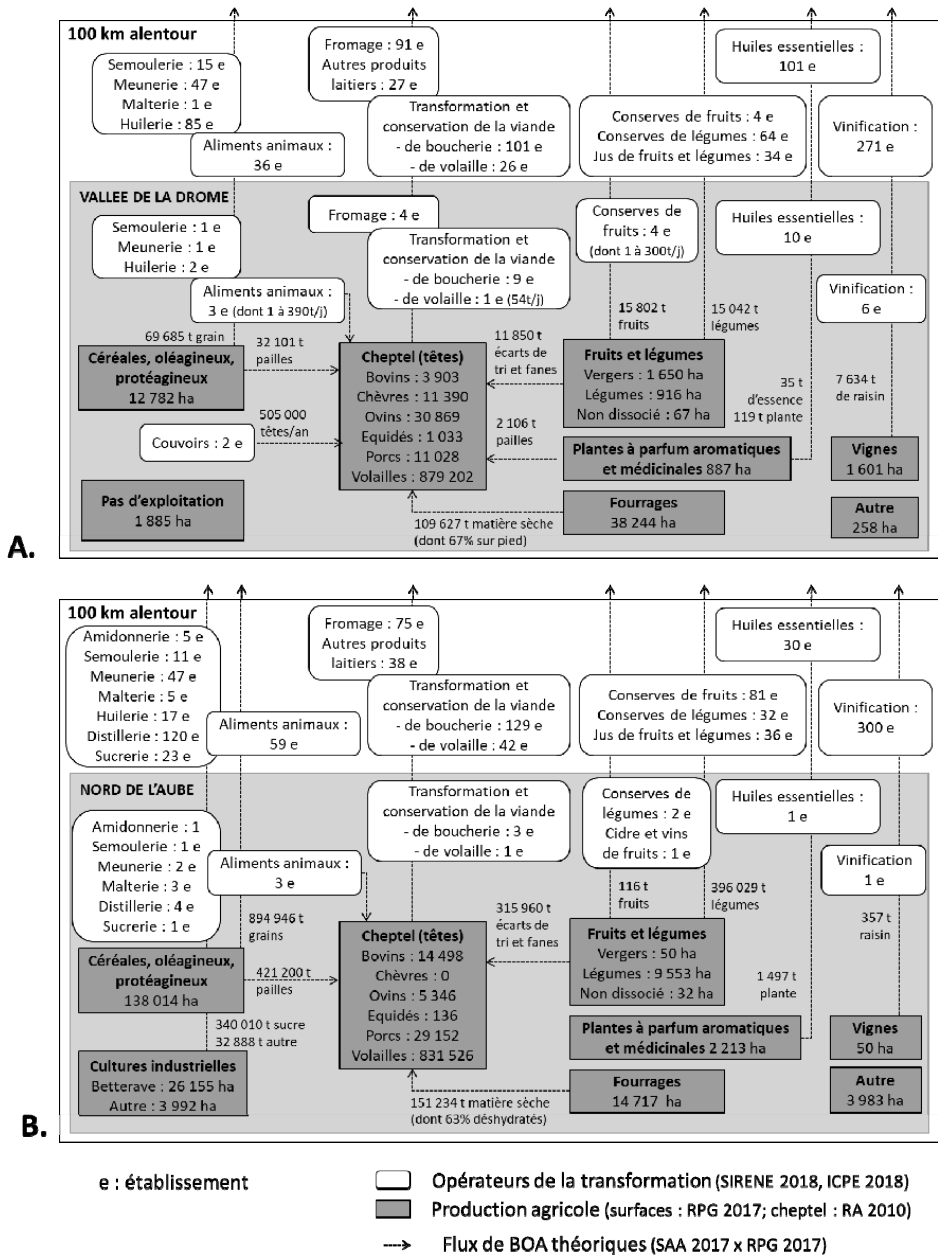 100 km alentour
Semoulerie : 15 e
Meunerie : 47 e
Malterie : 1 e
Huilerie : 85 e
Aliments animaux :
36 e
Fromage : 91 e
Autres produits
laitiers : 27 e
Transformation et
conservation de la viande
- de boucherie : 101 e
- de volaille : 26 e
Conserves de fruits : 4 e
Conserves de légumes : 64 e
Jus de fruits et légumes : 34 e
Huiles essentielles :
101 e
Vinification :
271 e
VALLEE DE LA DROME
Semoulerie : 1 e
Meunerie : 1 e
Huilerie : 2 e
Aliments animaux :
3 e (dont 1 à 390t/j)
Fromage : 4 e
Transformation et
conservation de la viande
- de boucherie : 9 e
- de volaille : 1 e (54t/j)
Conserves de
fruits : 4 e
(dont 1 à 300t/j)
Huiles essentielles :
10 e
Vinification :
6 e
69 685 t grain
Céréales, oléagineux,
protéagineux
12 782 ha
32 101 t
pailles
Couvoirs : 2 e
505 000
têtes/an
Pas d'exploitation
1 885 ha
Cheptel (têtes)
Bovins : 3 903
Chèvres : 11 390
Ovins : 30 869
Equidés : 1 033
Porcs : 11 028
Volailles : 879 202
11 850 t
écarts de
tri et fanes
2 106 t
pailles
109 627 t matière sèche
(dont 67% sur pied)
15 802 t
fruits
15 042 t
légumes
Fruits et légumes
Vergers : 1 650 ha
Légumes : 916 ha
Non dissocié : 67 ha
35 t
d'essence
119 t plante
7 634 t
de raisin
Plantes à parfum aromatiques
et médicinales 887 ha
Fourrages
38 244 ha
Vignes
1 601 ha
Autre
258 ha
A.
100 km alentour
Amidonnerie : 5 e
Semoulerie : 11 e
Meunerie : 47 e
Malterie : 5 e
Huilerie : 17 e
Distillerie : 120 e
Sucrerie : 23 e
Aliments animaux :
59 e
Fromage : 75 e
Autres produits
laitiers : 38 e
Transformation et
conservation de la viande
- de boucherie : 129 e
- de volaille : 42 e
Conserves de fruits : 81 e
Conserves de légumes : 32 e
Jus de fruits et légumes : 36 e
Huiles essentielles :
30 e
Vinification :
300 e
NORD DE L'AUBE
Amidonnerie : 1
Semoulerie : 1 e
Meunerie : 2 e
Malterie : 3 e
Distillerie : 4 e
Sucrerie : 1 e
Aliments animaux :
3 e
Transformation et
conservation de la viande
- de boucherie : 3 e
- de volaille : 1 e
Conserves de
légumes : 2 e
Cidre et vins
de fruits : 1 e
Huiles essentielles :
1 e
Vinification
1 e
894 946 t
grains
Céréales, oléagineux,
protéagineux
138 014 ha
421 200 t
pailles
340 010 t sucre
32 888 t autre
Cultures industrielles
Betterave : 26 155 ha
Autre : 3 992 ha
Cheptel (têtes)
Bovins : 14 498
Chèvres : 0
Ovins : 5 346
Equidés : 136
Porcs : 29 152
Volailles : 831 526
315 960 t
écarts de
tri et fanes
151 234 t matière sèche
(dont 63% déshydratés)
116 t
fruits
396 029 t
légumes
Fruits et légumes
Vergers : 50 ha
Légumes : 9 553 ha
Non dissocié : 32 ha
1 497 t
plante
357 t
raisin
Plantes à parfum aromatiques
et médicinales 2 213 ha
Fourrages
14 717 ha
Vignes
50 ha
Autre
3 983 ha
B.
e : établissement
Opérateurs de la transformation (SIRENE 2018, ICPE 2018)
Production agricole (surfaces : RPG 2017; cheptel : RA 2010)
Flux de BOA théoriques (SAA 2017 x RPG 2017)